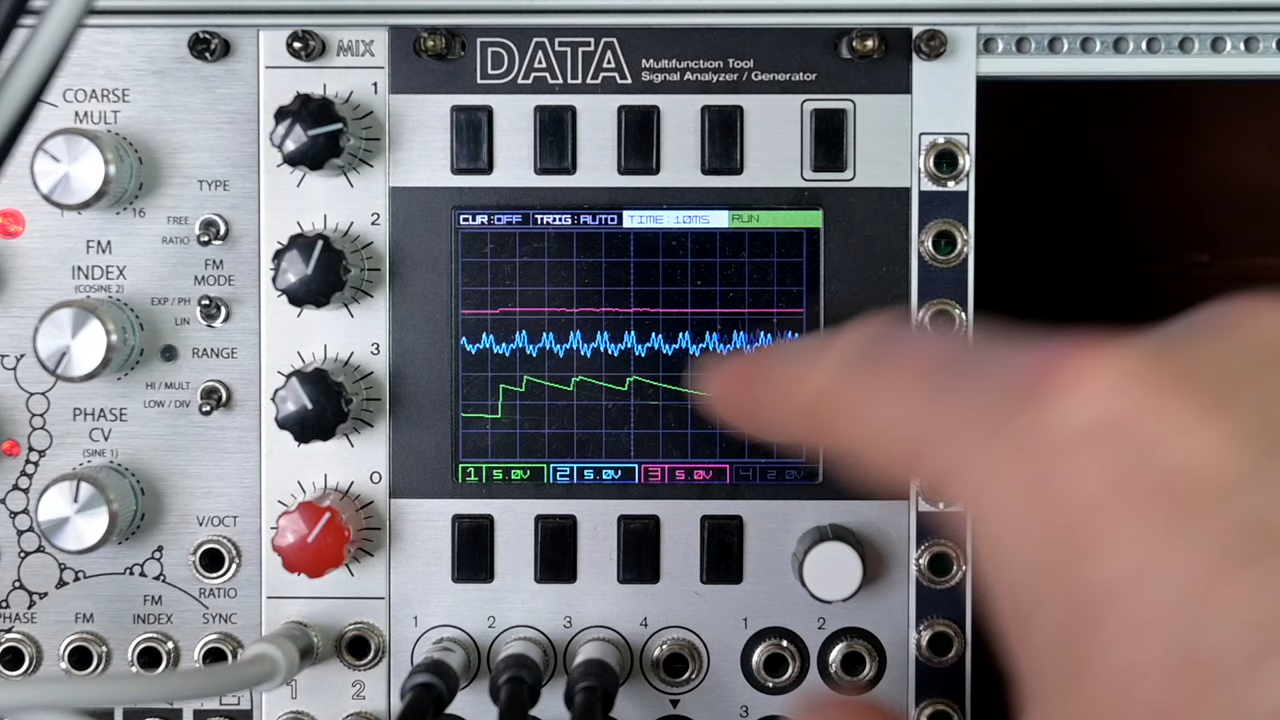 COARSE
MULT
1 16
TYPE
FREE
RATIO
FM
INDEX
(COSINE 2)
FM
MODE
EXP / PH
LIN
RANGE
HI / MULT
LOW / DIV
PHASE
CV
(SINE 1)
V/OCT
RATIO
PHASE FM FM
INDEX SYNC
MIX
1
2
3
0
1 2
DATA
Multifunction Tool
Signal Analyzer / Generator
CUR:OFF TRIG:AUTO TIME:10MS RUN
1 5.0V 2 5.0V 3 5.0V 4 2.0V
1 2 3 4 1 2
3